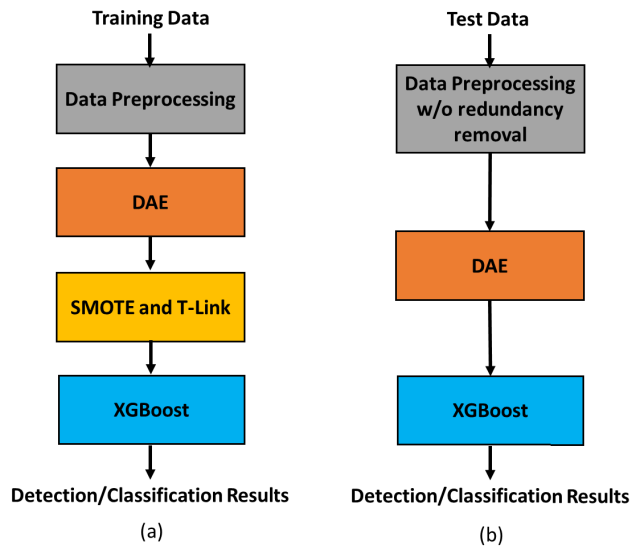 Training Data
Data Preprocessing
DAE
SMOTE and T-Link
XGBoost
Detection/Classification Results
(a)
Test Data
Data Preprocessing
w/o redundancy
removal
DAE
XGBoost
Detection/Classification Results
(b)